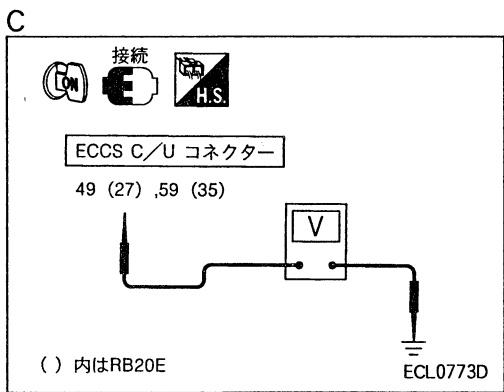 C
ON
接続
H.S.
ECCS C／U コネクター
49 (27) ,59 (35)
V
( ) 内はRB20E
ECL0773D